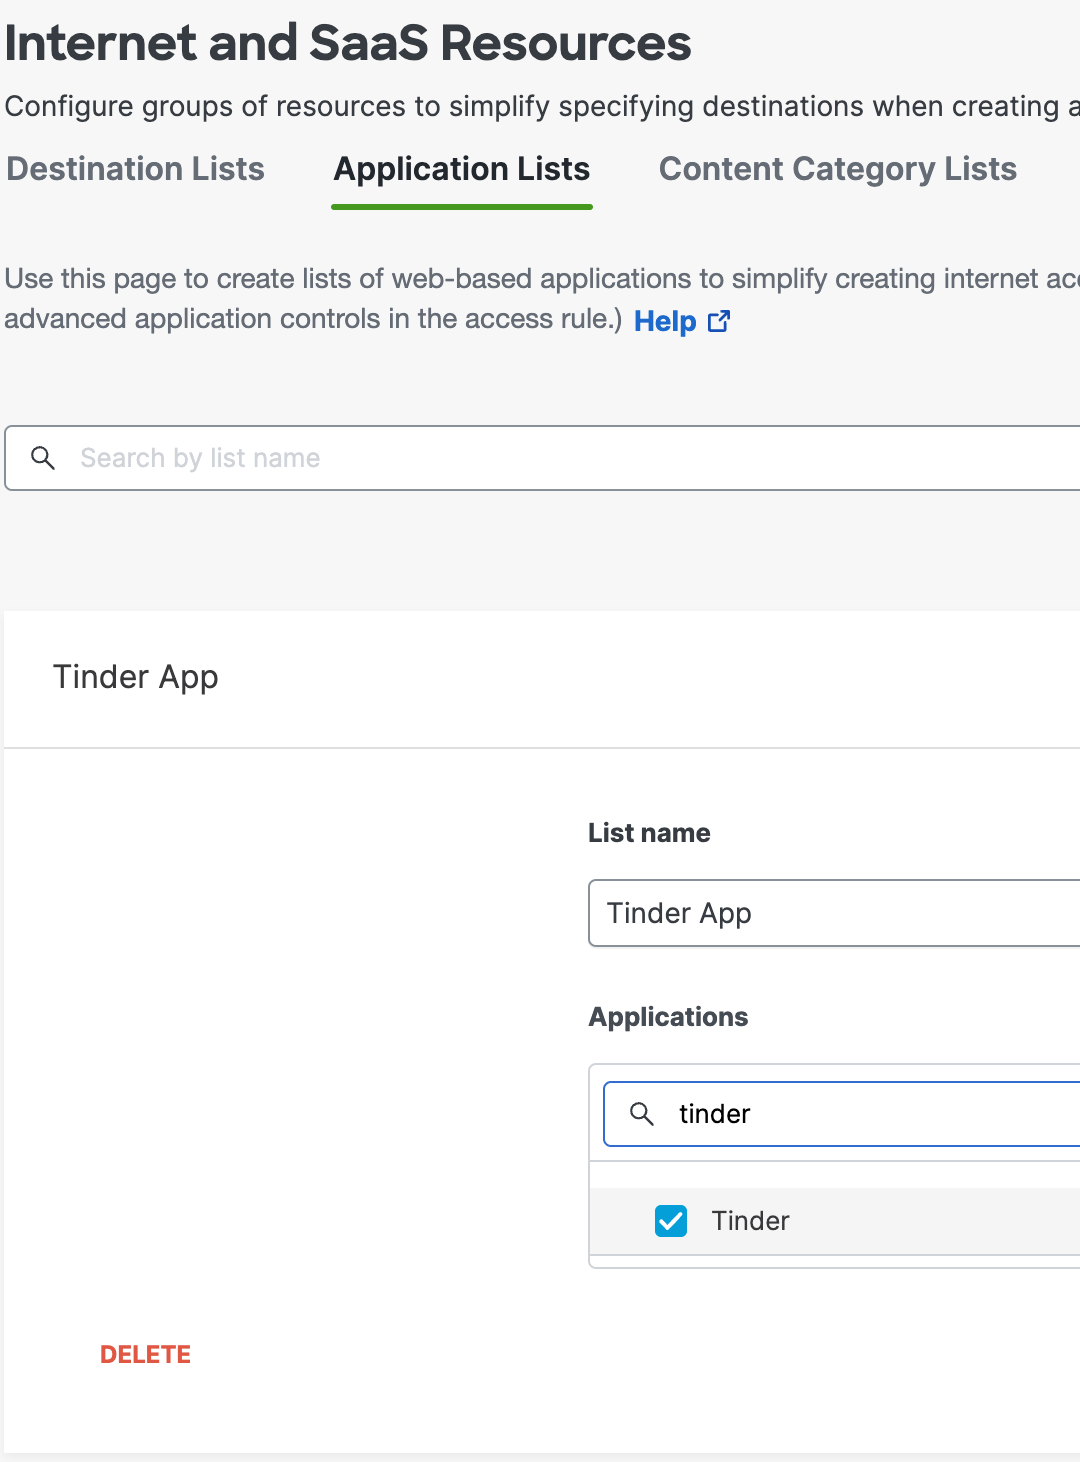 Internet and SaaS Resources
Configure groups of resources to simplify specifying destinations when creating
Destination Lists Application Lists Content Category Lists
Use this page to create lists of web-based applications to simplify creating internet
advanced application controls in the access rule.) Help
Search by list name
Tinder App
List name
Tinder App
Applications
tinder
Tinder
DELETE